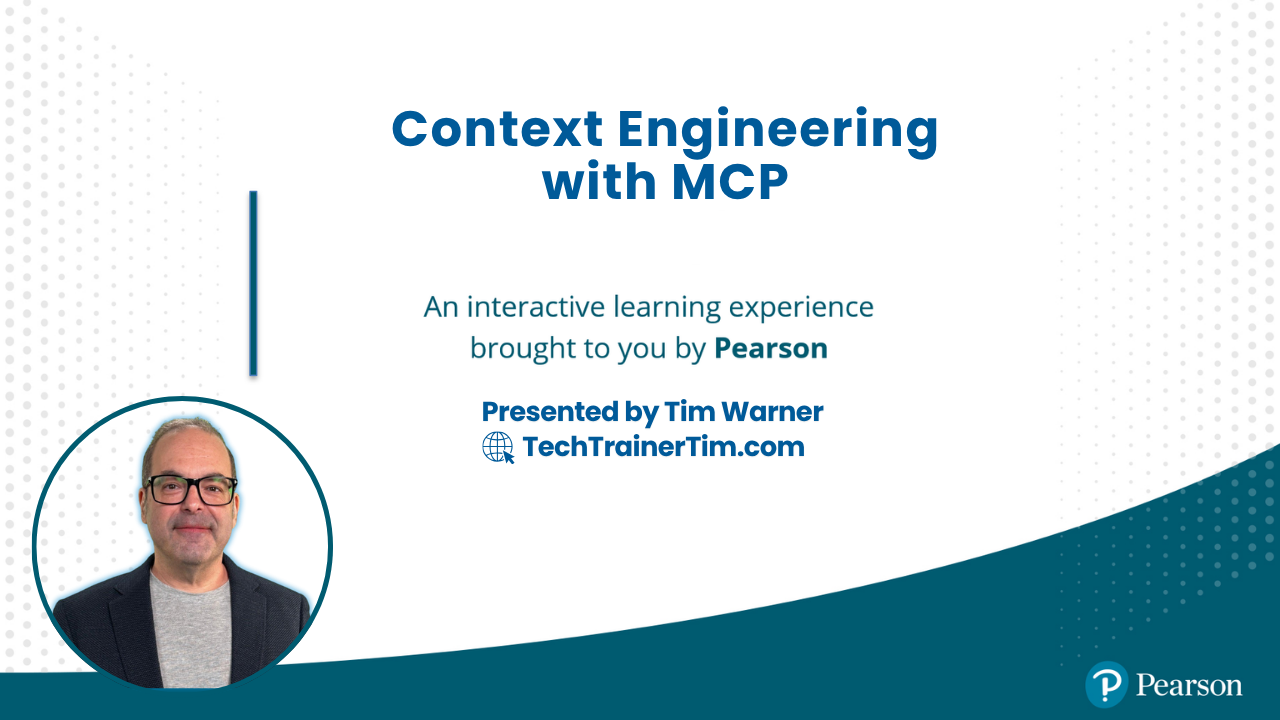 Context Engineering
with MCP
An interactive learning experience
brought to you by Pearson
Presented by Tim Warner
TechTrainerTim.com
Pearson